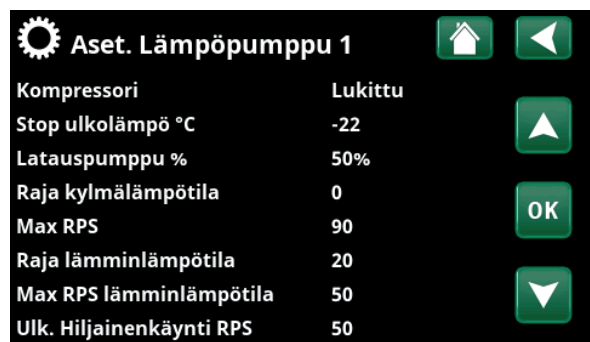 Aset. Lämpöpumppu 1
Kompressori Lukittu
Stop ulkolämpö °C -22
Latauspumppu % 50%
Raja kylmälämpötila 0
Max RPS 90
OK
Raja lämminlämpötila 20
Max RPS lämminlämpötila 50
Ulk. Hiljainenkäynti RPS 50